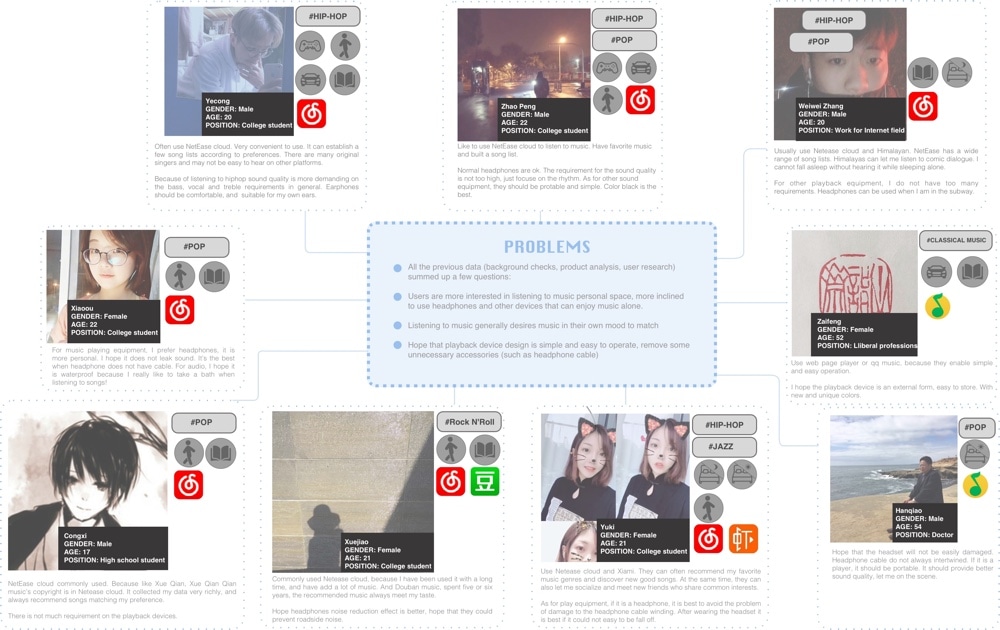 #HIP-HOP
Yecong
GENDER: Male
AGE: 20
POSITION: College student
Often use NetEase cloud. Very convenient to use. It can establish a
few song lists according to preferences. There are many original
singers and may not be easy to hear on other platforms.
Because of listening to hiphop sound quality is more demanding on
the bass, vocal and treble requirements in general. Earphons
should be comfortable, and suitable for my own ears.
#HIP-HOP
#POP
Zhao Peng
GENDER: Male
AGE: 22
POSITION: College student
Like to use NetEase cloud to listen to music. Have favorite music
and built a song list.
Normal headphones are ok. The requirement for the sound quality
is not too high, just focus on the rhythm. As for other sound
equipment, they should be protable and simple. Color black is the
best.
#HIP-HOP
#POP
Weiwei Zhang
GENDER: Male
AGE: 20
POSITION: Work for Internet field
Usually use Netease cloud and Himalayan. NetEase has a wide
range of song lists. Himalayas can let me listen to comic dialogue. I
cannot fall asleep without hearing it while sleeping alone.
For other playback equipment, I do not have too many
requirements. Headphones can be used when I am in the subway.
#POP
Xiaoou
GENDER: Female
AGE: 22
POSITION: College student
For music playing equipment, I prefer headphones, it is
more personal. I hope it does not leak sound. It's the best
when headphone does not have cable. For audio, I hope it
is waterproof because I really like to take a bath when
listening to songs!
PROBLEMS
All the previous data (background checks, product analysis, user research)
summed up a few questions:
Users are more interested in listening to music personal space, more inclined
to use headphones and other devices that can enjoy music alone.
Listening to music generally desires music in their own mood to match
Hope that playback device design is simple and easy to operate, remove some
unnecessary accessories (such as headphone cable)
#CLASSICAL MUSIC
Zaifeng
GENDER: Female
AGE: 52
POSITION: Lliberal professions
Use web page player or qq music, because they enable simple
and easy operation.
I hope the playback device is an external form, easy to store. With
new and unique colors.
#POP
Congxi
GENDER: Male
AGE: 17
POSITION: High school student
NetEase cloud commonly used. Because like Xue Qian, Xue Qian Qian
music's copyright is in Netease cloud. It collected my data very richly, and
always recommend songs matching my preference.
There is not much requirement on the playback devices.
#Rock N'Roll
豆
Xuejiao
GENDER: Female
AGE: 21
POSITION: College student
Commonly used Netease cloud, because I have been used it with a long
time, and have add a lot of music. And Douban music, spent five or six
years, the recommended music always meet my taste.
Hope headphones noise reduction effect is better, hope that they could
prevent roadside noise.
#HIP-HOP
#JAZZ
虾
Yuki
GENDER: Female
AGE: 21
POSITION: College student
Use Netease cloud and Xiami. They can often recommend my favorite
music genres and discover new good songs. At the same time, they can
also let me socialize and meet new friends who share common interests.
As for play equipment, if it is a headphone, it is best to avoid the problem
of damage to the headphone cable winding. After wearing the headset it
is best if it could not easy to be fall off.
#POP
Hanqiao
GENDER: Male
AGE: 54
POSITION: Doctor
Hope that the headset will not be easily damaged.
Headphone cable do not always intertwined. If it is a
player, it should be portable. It should provide better
sound quality, let me on the scene.